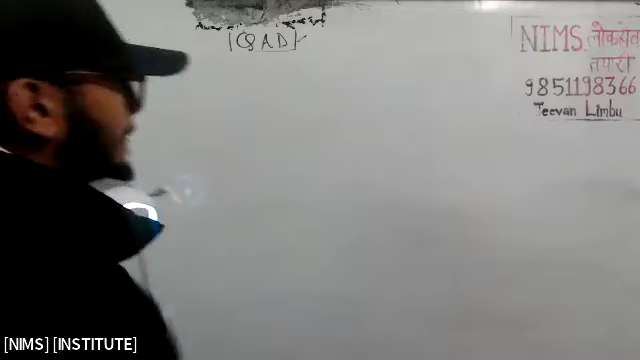 [QAD]
NIMS लोकसेवा
तयारी
9851198366
Jeevan Limbu
[NIMS] [INSTITUTE]